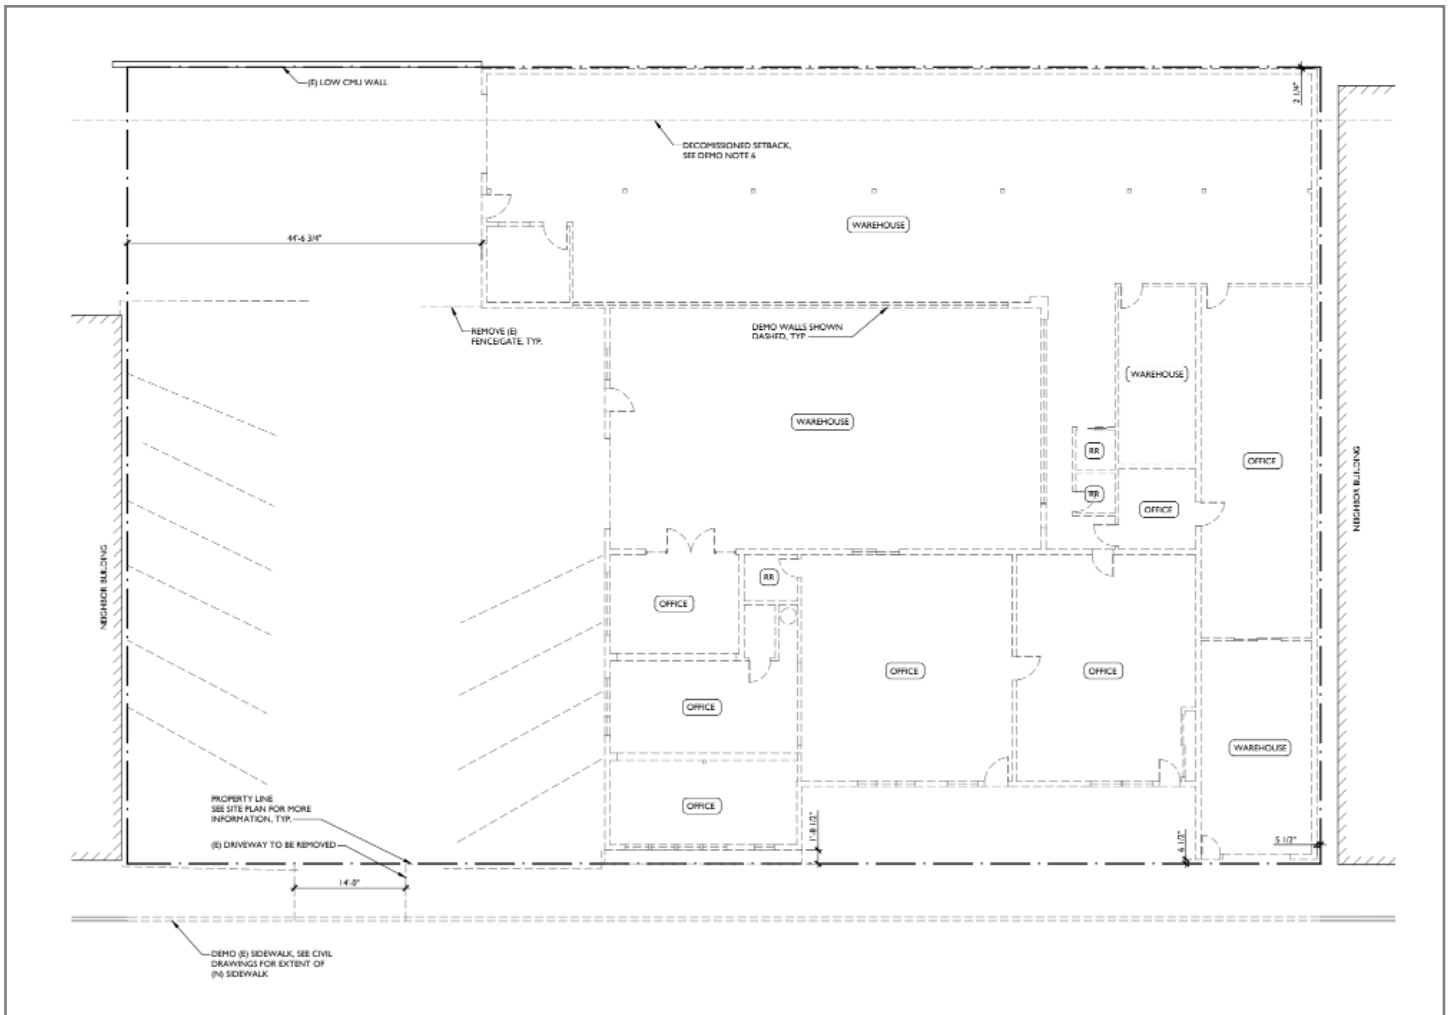 (E) LOW CMU WALL
2 1/4"
DECOMISSIONED SETBACK,
SEE DEMO NOTE 6
WAREHOUSE
44'-6 3/4"
REMOVE (E)
FENCE/GATE, TYP.
DEMO WALLS SHOWN
DASHED, TYP.
WAREHOUSE
WAREHOUSE
RR
OFFICE
RR
OFFICE
NEIGHBOR BUILDING
NEIGHBOR BUILDING
RR
OFFICE
OFFICE
OFFICE
OFFICE
WAREHOUSE
OFFICE
PROPERTY LINE
SEE SITE PLAN FOR MORE
INFORMATION, TYP.
(E) DRIVEWAY TO BE REMOVED
1'-8 1/2"
6 1/2"
5 1/2"
14'-0"
DEMO (E) SIDEWALK, SEE CIVIL
DRAWINGS FOR EXTENT OF
(N) SIDEWALK